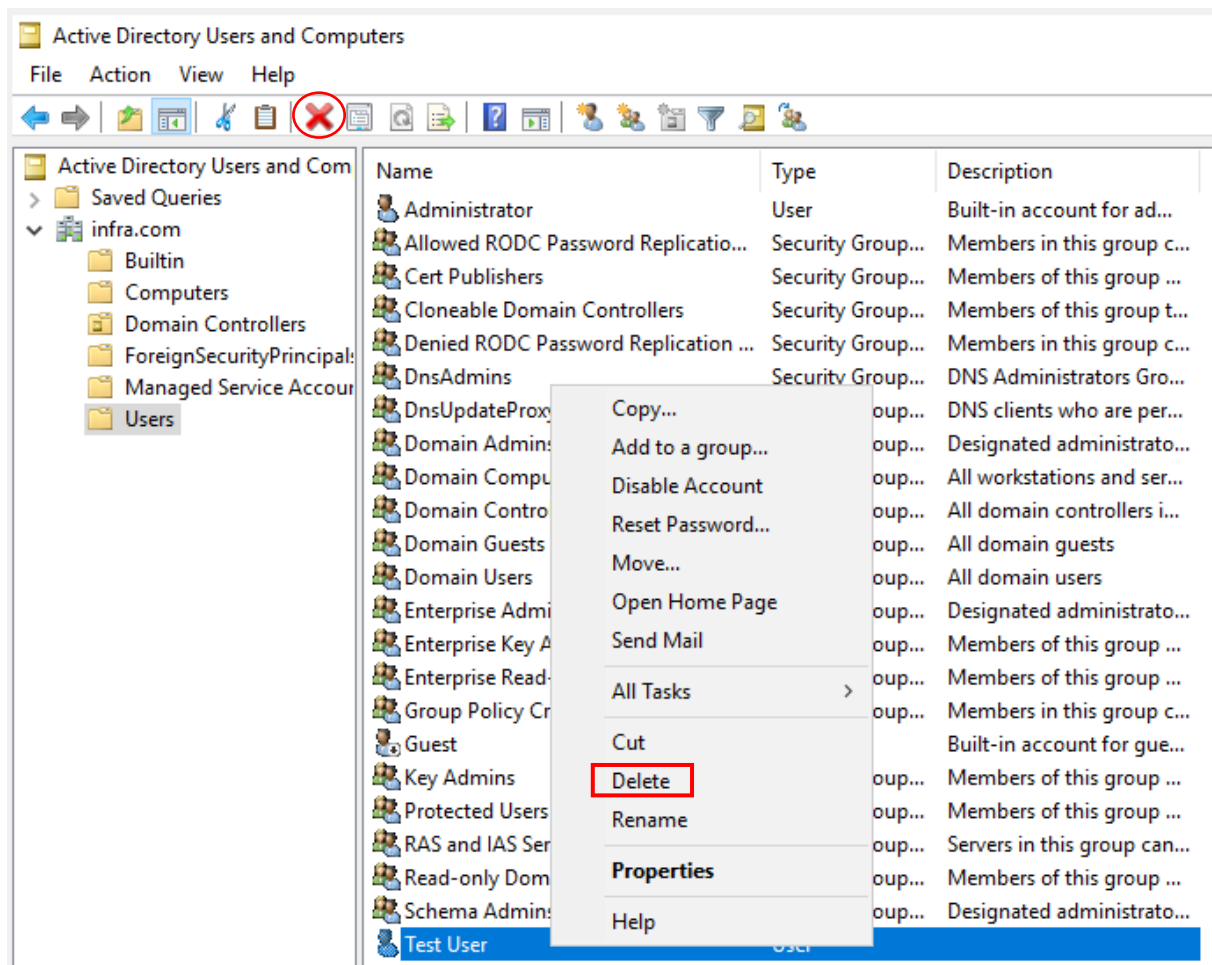 Active Directory Users and Computers
File Action View Help
Active Directory Users and Com
Saved Queries
infra.com
Builtin
Computers
Domain Controllers
ForeignSecurityPrincipals
Managed Service Accour
Users
Name Type Description
Administrator User Built-in account for ad...
Allowed RODC Password Replicatio... Security Group... Members in this group c...
Cert Publishers Security Group... Members of this group ...
Cloneable Domain Controllers Security Group... Members of this group t...
Denied RODC Password Replication ... Security Group... Members in this group c...
DnsAdmins Security Group... DNS Administrators Gro...
DnsUpdateProxy oup... DNS clients who are per...
Domain Admins oup... Designated administrato...
Domain Compu oup... All workstations and ser...
Domain Contro oup... All domain controllers i...
Domain Guests oup... All domain guests
Domain Users oup... All domain users
Enterprise Admi oup... Designated administrato...
Enterprise Key A oup... Members of this group ...
Enterprise Read- oup... Members of this group ...
Group Policy Cr oup... Members in this group c...
Guest Built-in account for gue...
Key Admins oup... Members of this group ...
Protected Users oup... Members of this group ...
RAS and IAS Ser oup... Servers in this group can...
Read-only Dom oup... Members of this group ...
Schema Admins oup... Designated administrato...
Test User User
Copy...
Add to a group...
Disable Account
Reset Password...
Move...
Open Home Page
Send Mail
All Tasks
Cut
Delete
Rename
Properties
Help